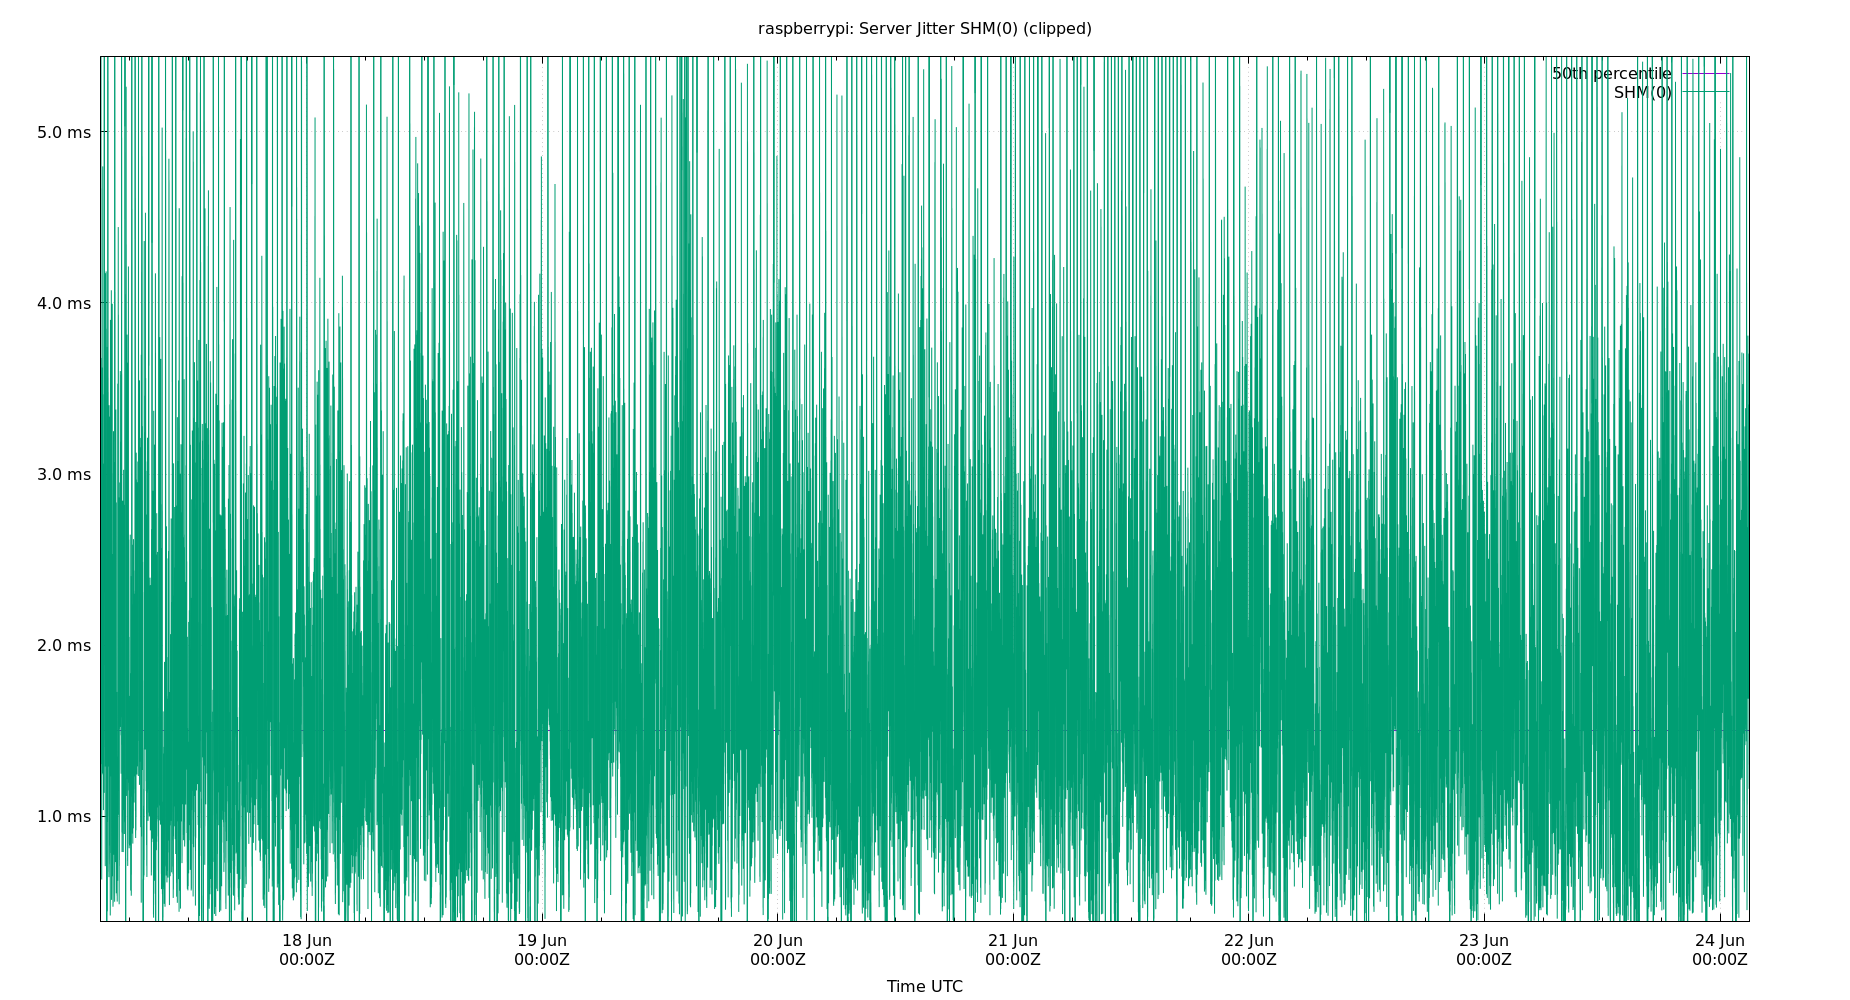 raspberrypi: Server Jitter SHM(0) (clipped)
50th percentile
SHM(0)
5.0 ms
4.0 ms
3.0 ms
2.0 ms
1.0 ms
18 Jun 19 Jun 20 Jun 21 Jun 22 Jun 23 Jun 24 Jun
00:00Z 00:00Z 00:00Z 00:00Z 00:00Z 00:00Z 00:00Z
Time UTC